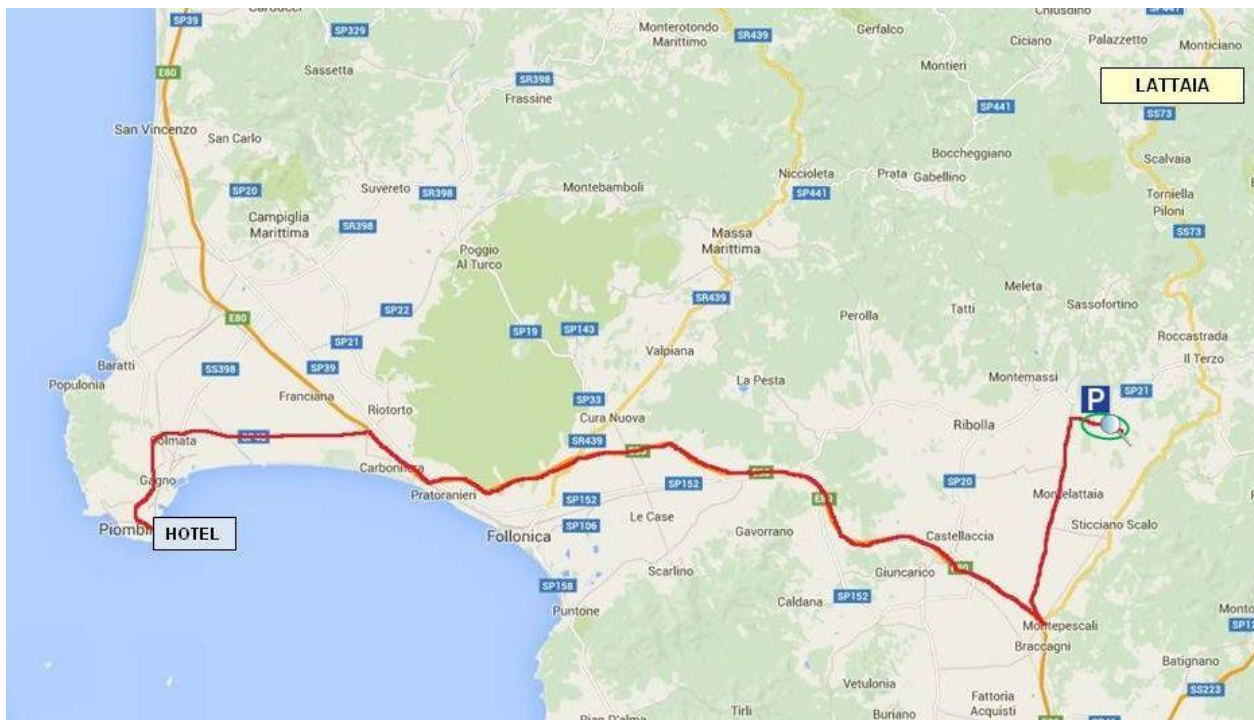 SP39
Carducci
SP329
Monterotondo
Marittimo
SR439
Gerfalco
Chiusdino
SP441
Ciciano
Palazzetto
Monticiano
E80
Sassetta
SR398
Frassine
Montieri
SP441
LATTAIA
SS73
San Vincenzo
San Carlo
Boccheggiano
Scalvaia
SP20
Suvereto
SR398
Montebamboli
Niccioleta
SP441
Prata
Gabellino
Torniella
Piloni
Campiglia
Marittima
SR398
Poggio
Al Turco
Massa
Marittima
SS73
SR439
Meleta
Sassofortino
E80
SP22
SP19
SP143
Perolla
Tatti
Roccastrada
Baratti
SS398
SP21
SP39
Valpiana
Il Terzo
Populonia
Franciana
Riotorto
SP33
La Pesta
Montemassi
SP21
P
Cura Nuova
Ribolla
SR439
Carbonifera
Gagno
Pratoranieri
SP152
SP152
SP20
Montelattaia
HOTEL
Follonica
SP106
Le Case
Gavorrano
Castellaccia
Sticciano Scalo
SP158
Scarlino
Giuncarico
Puntone
Caldana
SP152
Montepescali
Braccagni
Batignano
Vetulonia
SS223
Fattoria
Acquisti
Tirli
Buriano
Pian D'alma